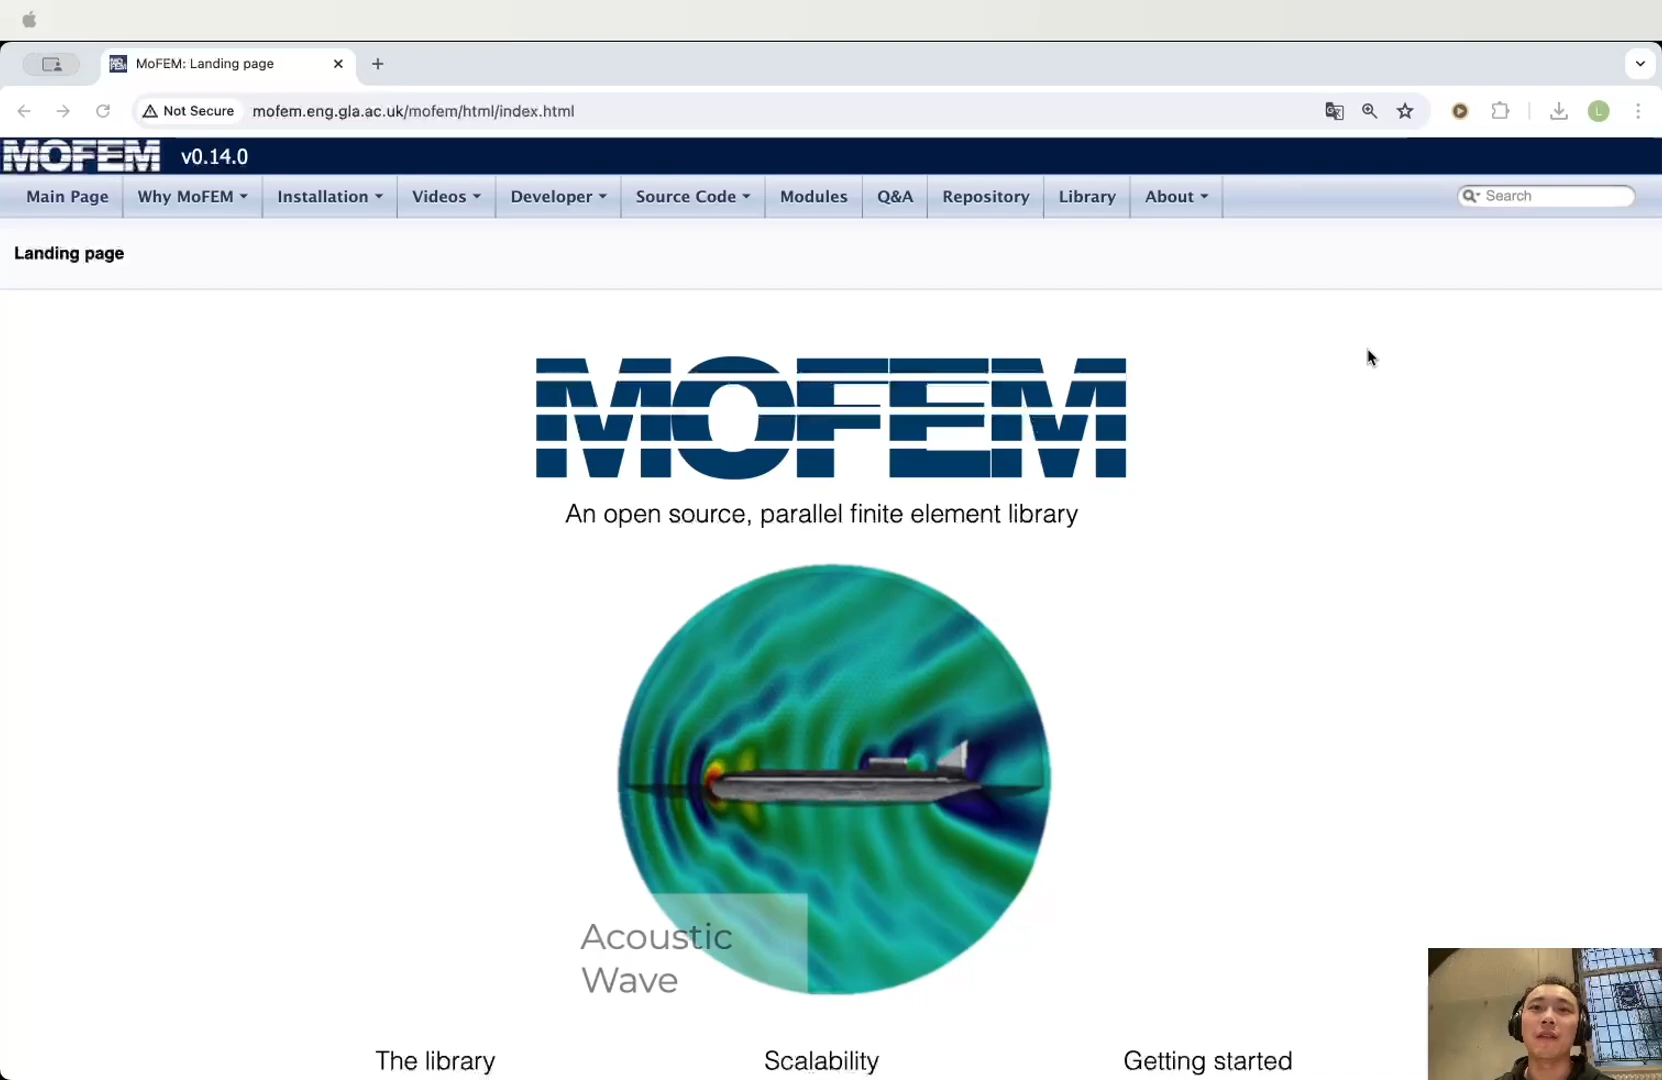 MoFEM: Landing page
Not Secure
mofem.eng.gla.ac.uk/mofem/html/index.html
L
MOFEM v0.14.0
Main Page
Why MoFEM
Installation
Videos
Developer
Source Code
Modules
Q&A
Repository
Library
About
Search
Landing page
MOFEM
An open source, parallel finite element library
Acoustic
Wave
The library
Scalability
Getting started